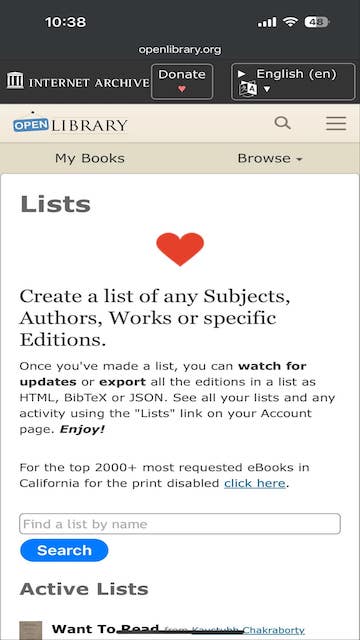 10:38
48
openlibrary.org
INTERNET ARCHIVE
Donate
English (en)
OPEN LIBRARY
My Books
Browse
Lists
Create a list of any Subjects,
Authors, Works or specific
Editions.
Once you've made a list, you can watch for
updates or export all the editions in a list as
HTML, BibTeX or JSON. See all your lists and any
activity using the "Lists" link on your Account
page. Enjoy!
For the top 2000+ most requested eBooks in
California for the print disabled click here.
Find a list by name
Search
Active Lists
Want To Read from Kaustubh Chakraborty